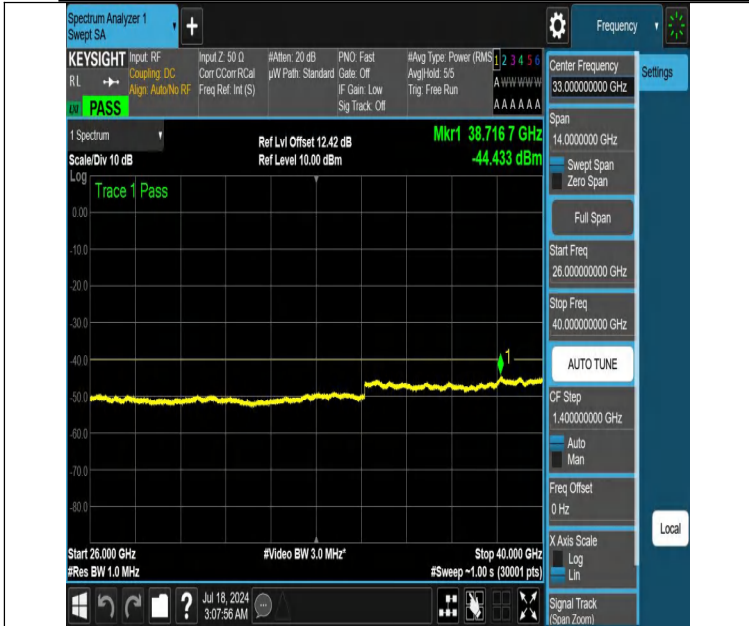 Spectrum Analyzer 1
Swept SA
Frequency
KEYSIGHT
R L
LXI
PASS
Input: RF
Coupling: DC
Align: Auto/No RF
Input Z: 50 Ω
Corr CCorr RCal
Freq Ref: Int (S)
#Atten: 20 dB
µW Path: Standard
PNO: Fast
Gate: Off
IF Gain: Low
Sig Track: Off
#Avg Type: Power (RMS
Avg|Hold: 5/5
Trig: Free Run
1 2 3 4 5 6
A W W W W W
A A A A A A
1 Spectrum
Scale/Div 10 dB
Ref Lvl Offset 12.42 dB
Ref Level 10.00 dBm
Mkr1 38.716 7 GHz
-44.433 dBm
Log
Trace 1 Pass
0.00
-10.0
-20.0
-30.0
-40.0
-50.0
-60.0
-70.0
-80.0
1
Start 26.000 GHz
#Res BW 1.0 MHz
#Video BW 3.0 MHz*
Stop 40.000 GHz
#Sweep ~1.00 s (30001 pts)
?
Jul 18, 2024
3:07:56 AM
Center Frequency
33.000000000 GHz
Settings
Span
14.0000000 GHz
Swept Span
Zero Span
Full Span
Start Freq
26.000000000 GHz
Stop Freq
40.000000000 GHz
AUTO TUNE
CF Step
1.400000000 GHz
Auto
Man
Freq Offset
0 Hz
X Axis Scale
Log
Lin
Local
Signal Track
(Span Zoom)